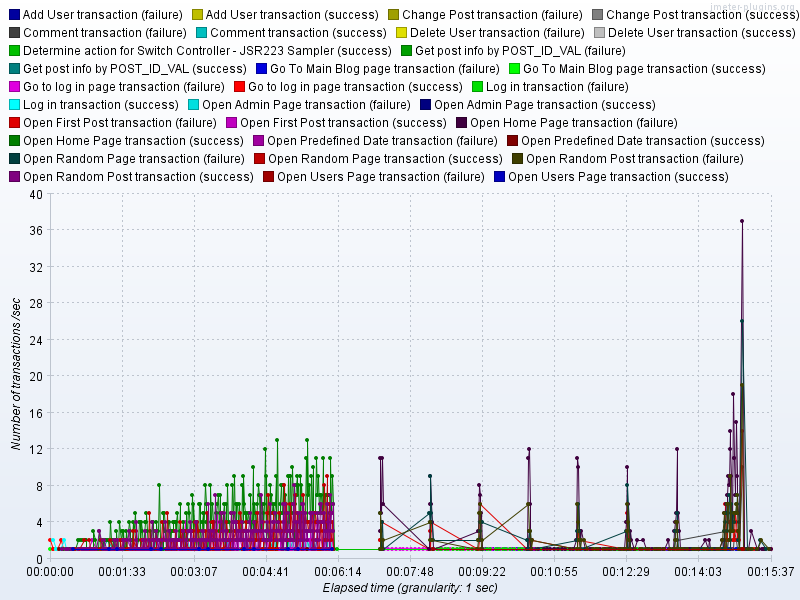 jmeter-plugins.org
Add User transaction (failure) Add User transaction (success) Change Post transaction (failure) Change Post transaction (success)
Comment transaction (failure) Comment transaction (success) Delete User transaction (failure) Delete User transaction (success)
Determine action for Switch Controller - JSR223 Sampler (success) Get post info by POST_ID_VAL (failure)
Get post info by POST_ID_VAL (success) Go To Main Blog page transaction (failure) Go To Main Blog page transaction (success)
Go to log in page transaction (failure) Go to log in page transaction (success) Log in transaction (failure)
Log in transaction (success) Open Admin Page transaction (failure) Open Admin Page transaction (success)
Open First Post transaction (failure) Open First Post transaction (success) Open Home Page transaction (failure)
Open Home Page transaction (success) Open Predefined Date transaction (failure) Open Predefined Date transaction (success)
Open Random Page transaction (failure) Open Random Page transaction (success) Open Random Post transaction (failure)
Open Random Post transaction (success) Open Users Page transaction (failure) Open Users Page transaction (success)
40
36
32
28
24
20
16
12
8
4
0
Number of transactions /sec
00:00:00 00:01:33 00:03:07 00:04:41 00:06:14 00:07:48 00:09:22 00:10:55 00:12:29 00:14:03 00:15:37
Elapsed time (granularity: 1 sec)